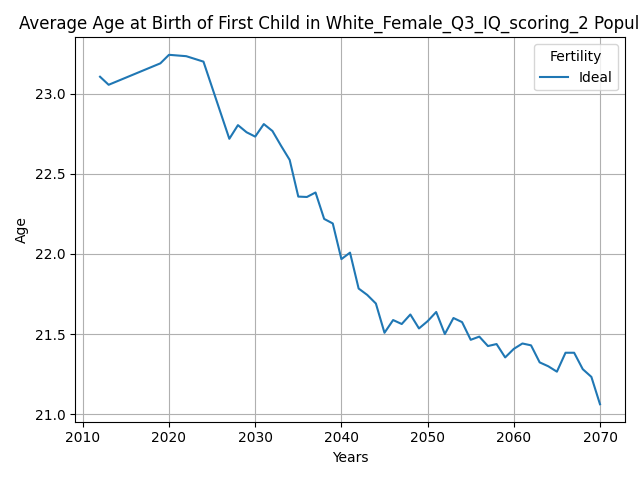 Average Age at Birth of First Child in White_Female_Q3_IQ_scoring_2 Popul
Fertility
Ideal
Age
23.0
22.5
22.0
21.5
21.0
2010 2020 2030 2040 2050 2060 2070
Years